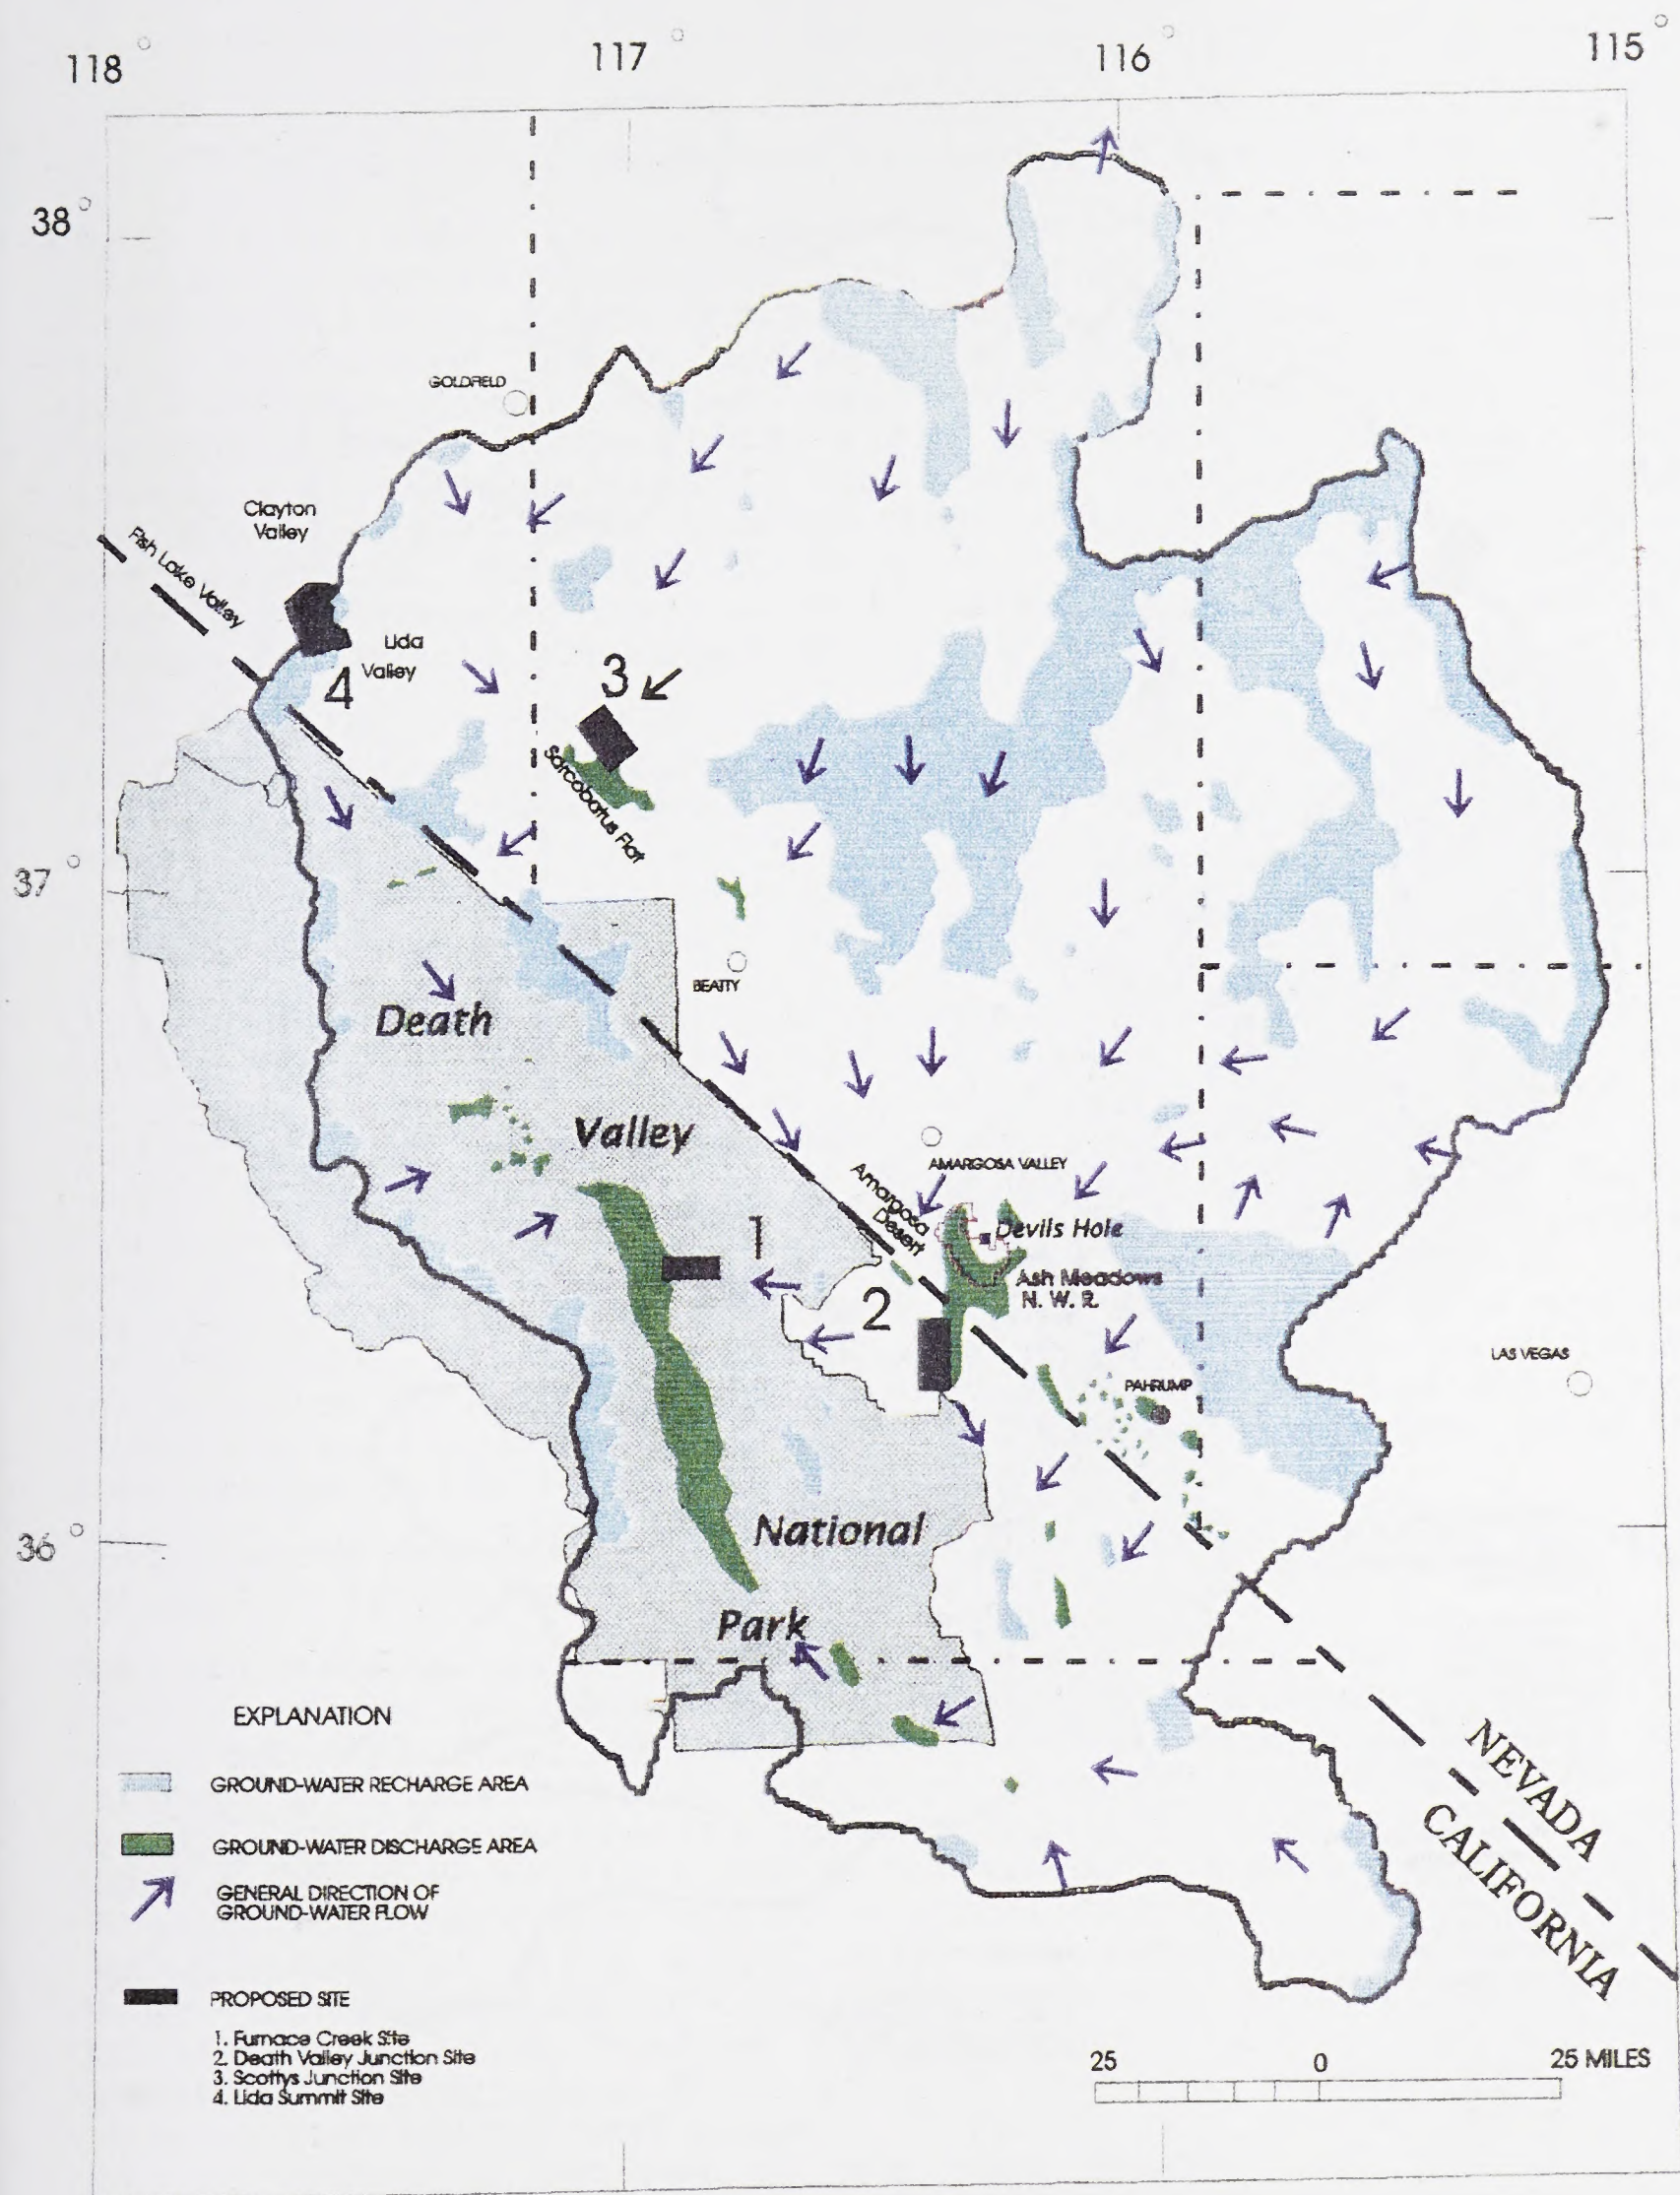 118°
117°
116°
115°
38°
GOLDFIELD
Clayton
Valley
Fish Lake Valley
Lida
Valley
4
3
Sarcobatus Flat
37°
BEATTY
Death
Valley
AMARGOSA VALLEY
Amargosa
Desert
Devils Hole
1
Ash Meadows
N. W. R.
2
LAS VEGAS
PAHRUMP
National
36°
Park
EXPLANATION
GROUND-WATER RECHARGE AREA
GROUND-WATER DISCHARGE AREA
GENERAL DIRECTION OF
GROUND-WATER FLOW
PROPOSED SITE
1. Furnace Creek Site
2. Death Valley Junction Site
3. Scottys Junction Site
4. Lida Summit Site
NEVADA
CALIFORNIA
25 0 25 MILES